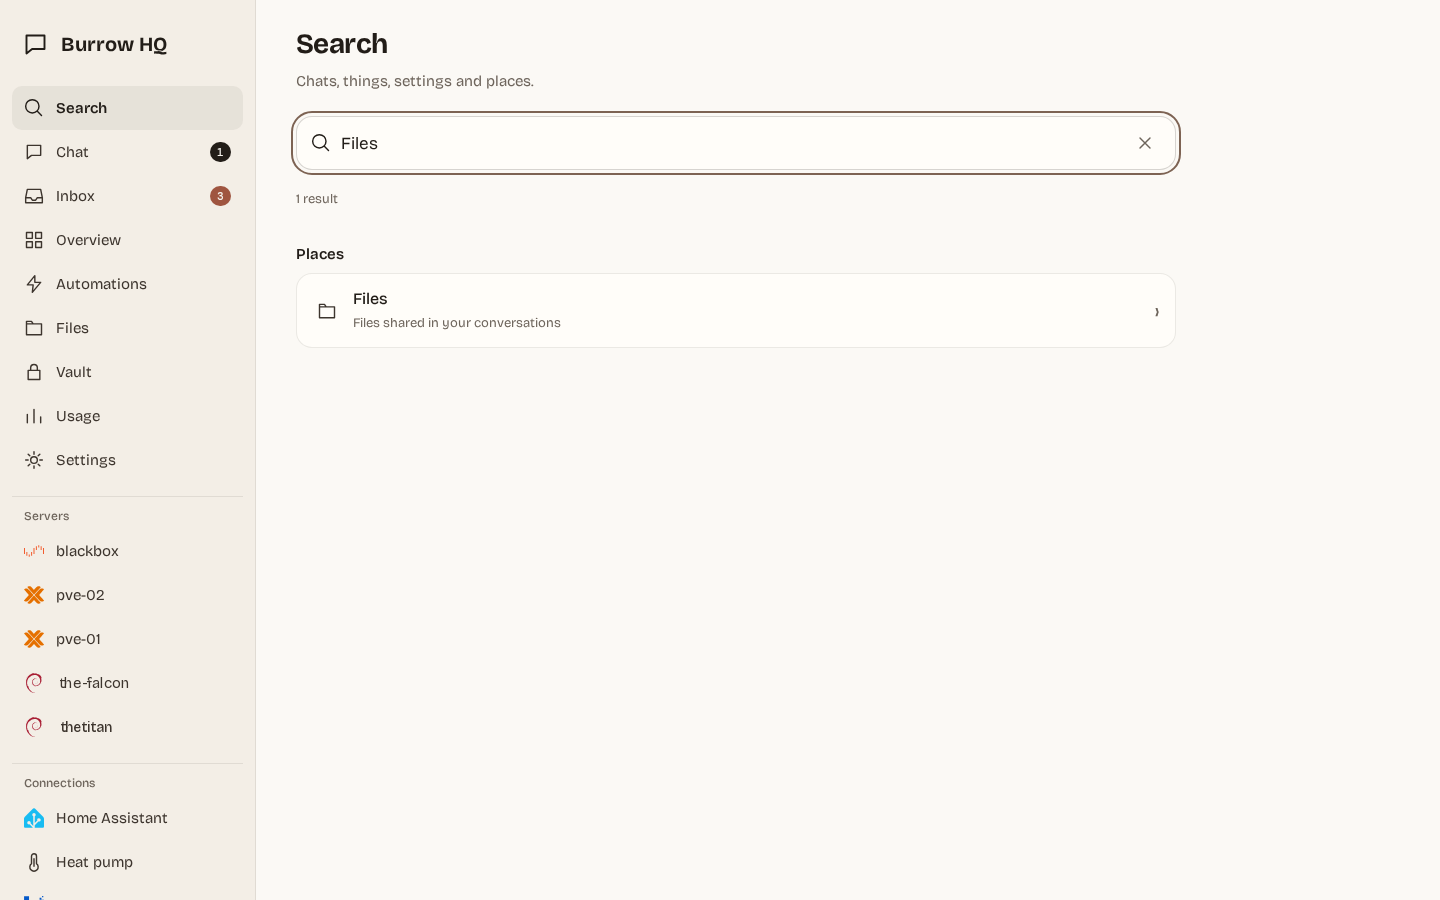 Burrow HQ
Search
Chat
1
Inbox
3
Overview
Automations
Files
Vault
Usage
Settings
Servers
blackbox
pve-02
pve-01
the-falcon
thetitan
Connections
Home Assistant
Heat pump
Search
Chats, things, settings and places.
Files
1 result
Places
Files
Files shared in your conversations